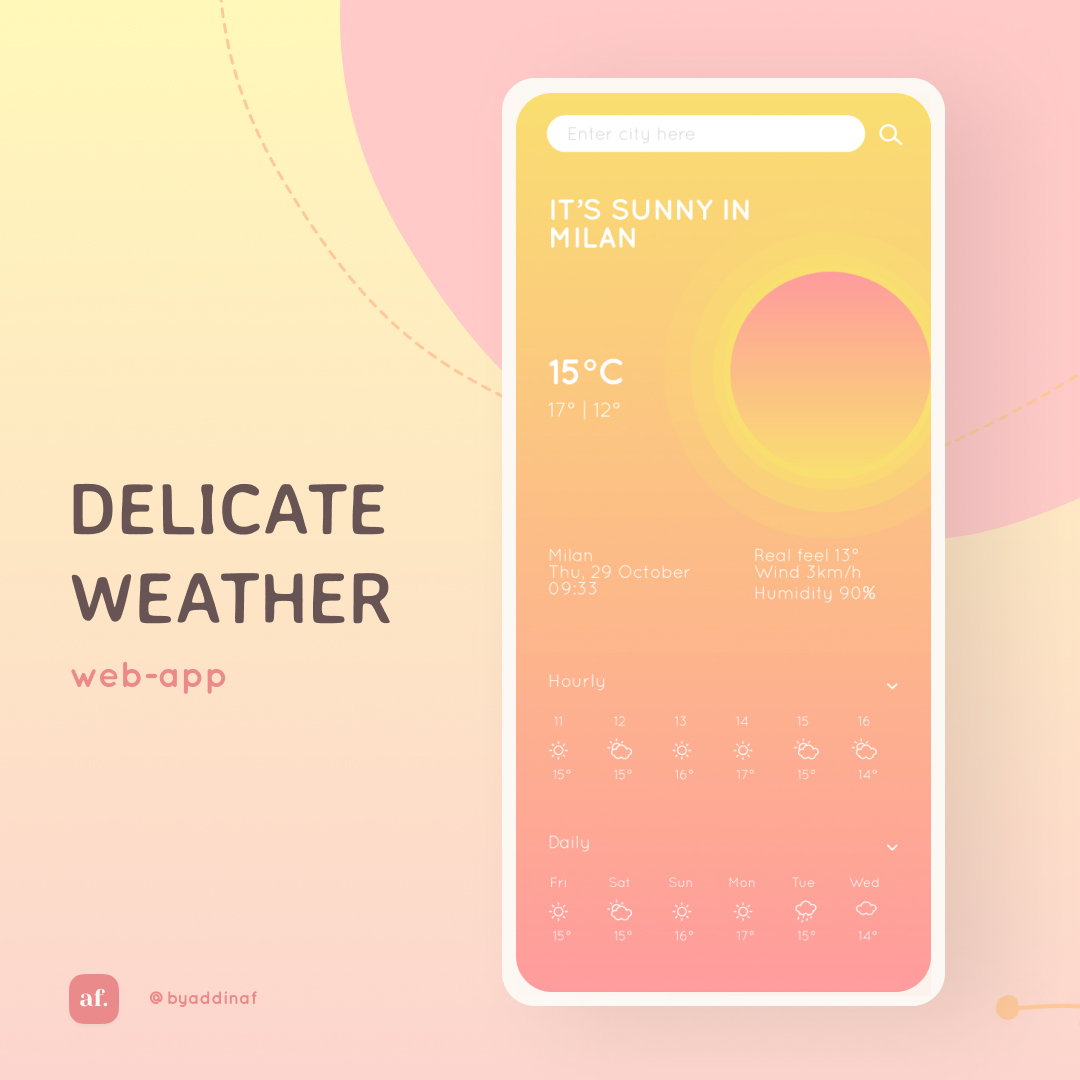 DELICATE
WEATHER
web-app
af.
@byaddinaf
Enter city here
IT’S SUNNY IN
MILAN
15°C
17° | 12°
Milan
Thu, 29 October
09:33
Real feel 13°
Wind 3km/h
Humidity 90%
Hourly
11 12 13 14 15 16
15° 15° 16° 17° 15° 14°
Daily
Fri Sat Sun Mon Tue Wed
15° 15° 16° 17° 15° 14°